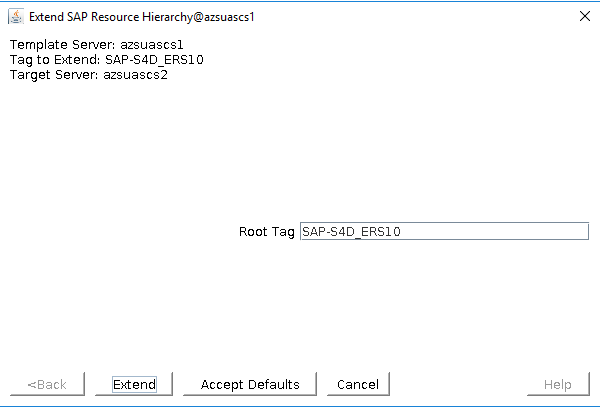 Extend SAP Resource Hierarchy@azsuascs1
Template Server: azsuascs1
Tag to Extend: SAP-S4D_ERS10
Target Server: azsuascs2
Root Tag SAP-S4D_ERS10
<Back Extend Accept Defaults Cancel Help